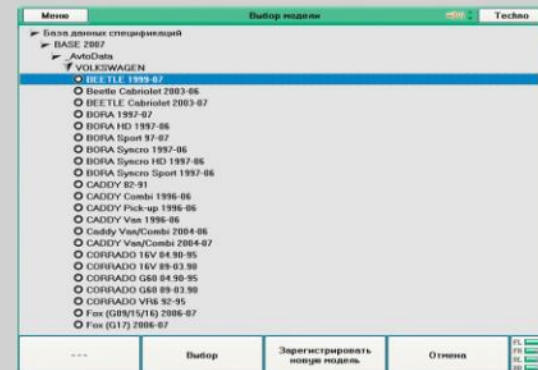 Меню
Выбор модели
Techno
База данных спецификаций
BASE 2007
_AvtoData
VOLKSWAGEN
BEETLE 1999-07
Beetle Cabriolet 2003-06
BEETLE Cabriolet 2003-07
BORA 1997-07
BORA HD 1997-06
BORA Sport 97-07
BORA Syncro 1997-06
BORA Syncro HD 1997-06
BORA Syncro Sport 1997-06
CADDY 82-91
CADDY Combi 1996-06
CADDY Pick-up 1996-06
CADDY Van 1996-06
Caddy Van/Combi 2004-06
CADDY Van/Combi 2004-07
CORRADO 16V 04.90-95
CORRADO 16V 89-03.90
CORRADO G60 04.90-95
CORRADO G60 89-03.90
CORRADO VR6 92-95
Fox (G09/15/16) 2006-07
Fox (G17) 2006-07
---
Выбор
Зарегистрировать
новую модель
Отмена
FL
FR
RL
RR